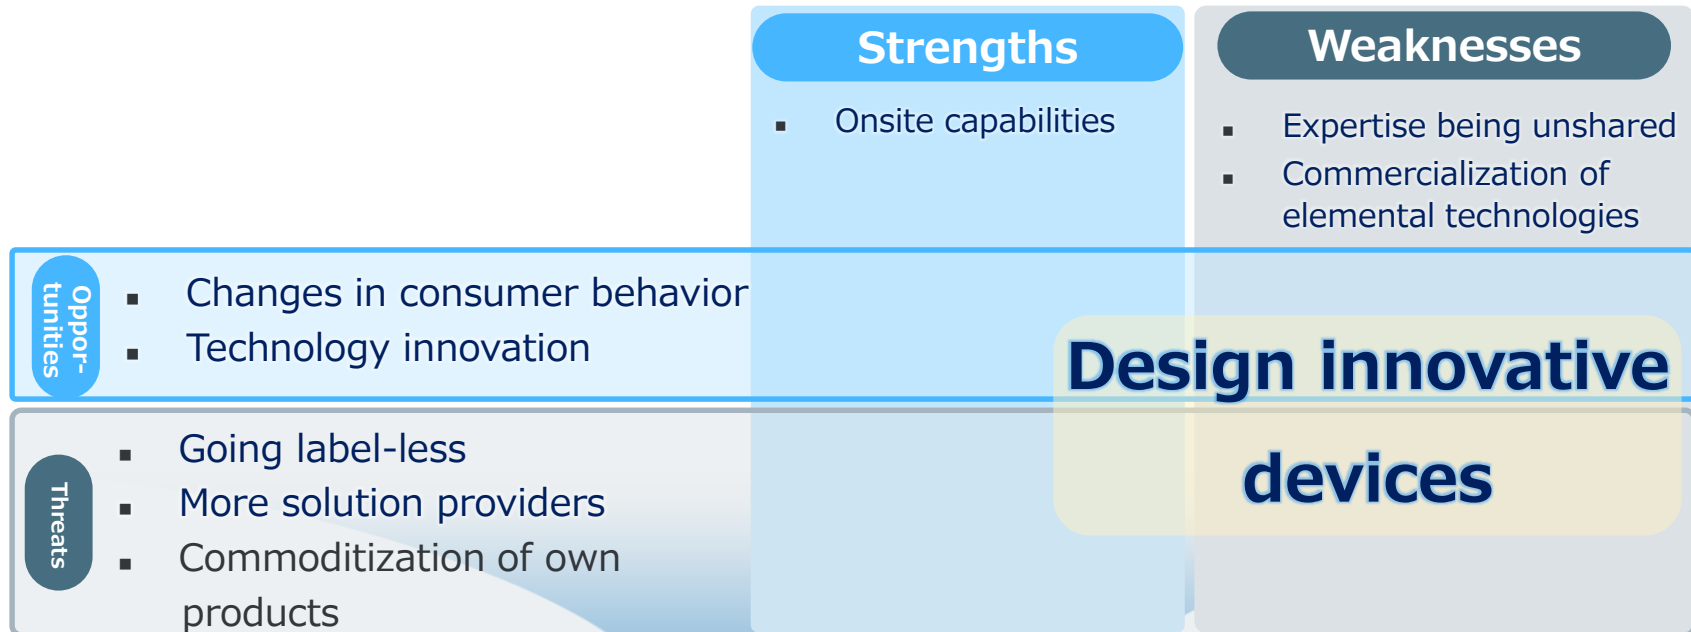 Strengths
Weaknesses
▪ Onsite capabilities
▪ Expertise being unshared
▪ Commercialization of
elemental technologies
Oppor-
tunities
▪ Changes in consumer behavior
▪ Technology innovation
Design innovative
devices
Threats
▪ Going label-less
▪ More solution providers
▪ Commoditization of own
products